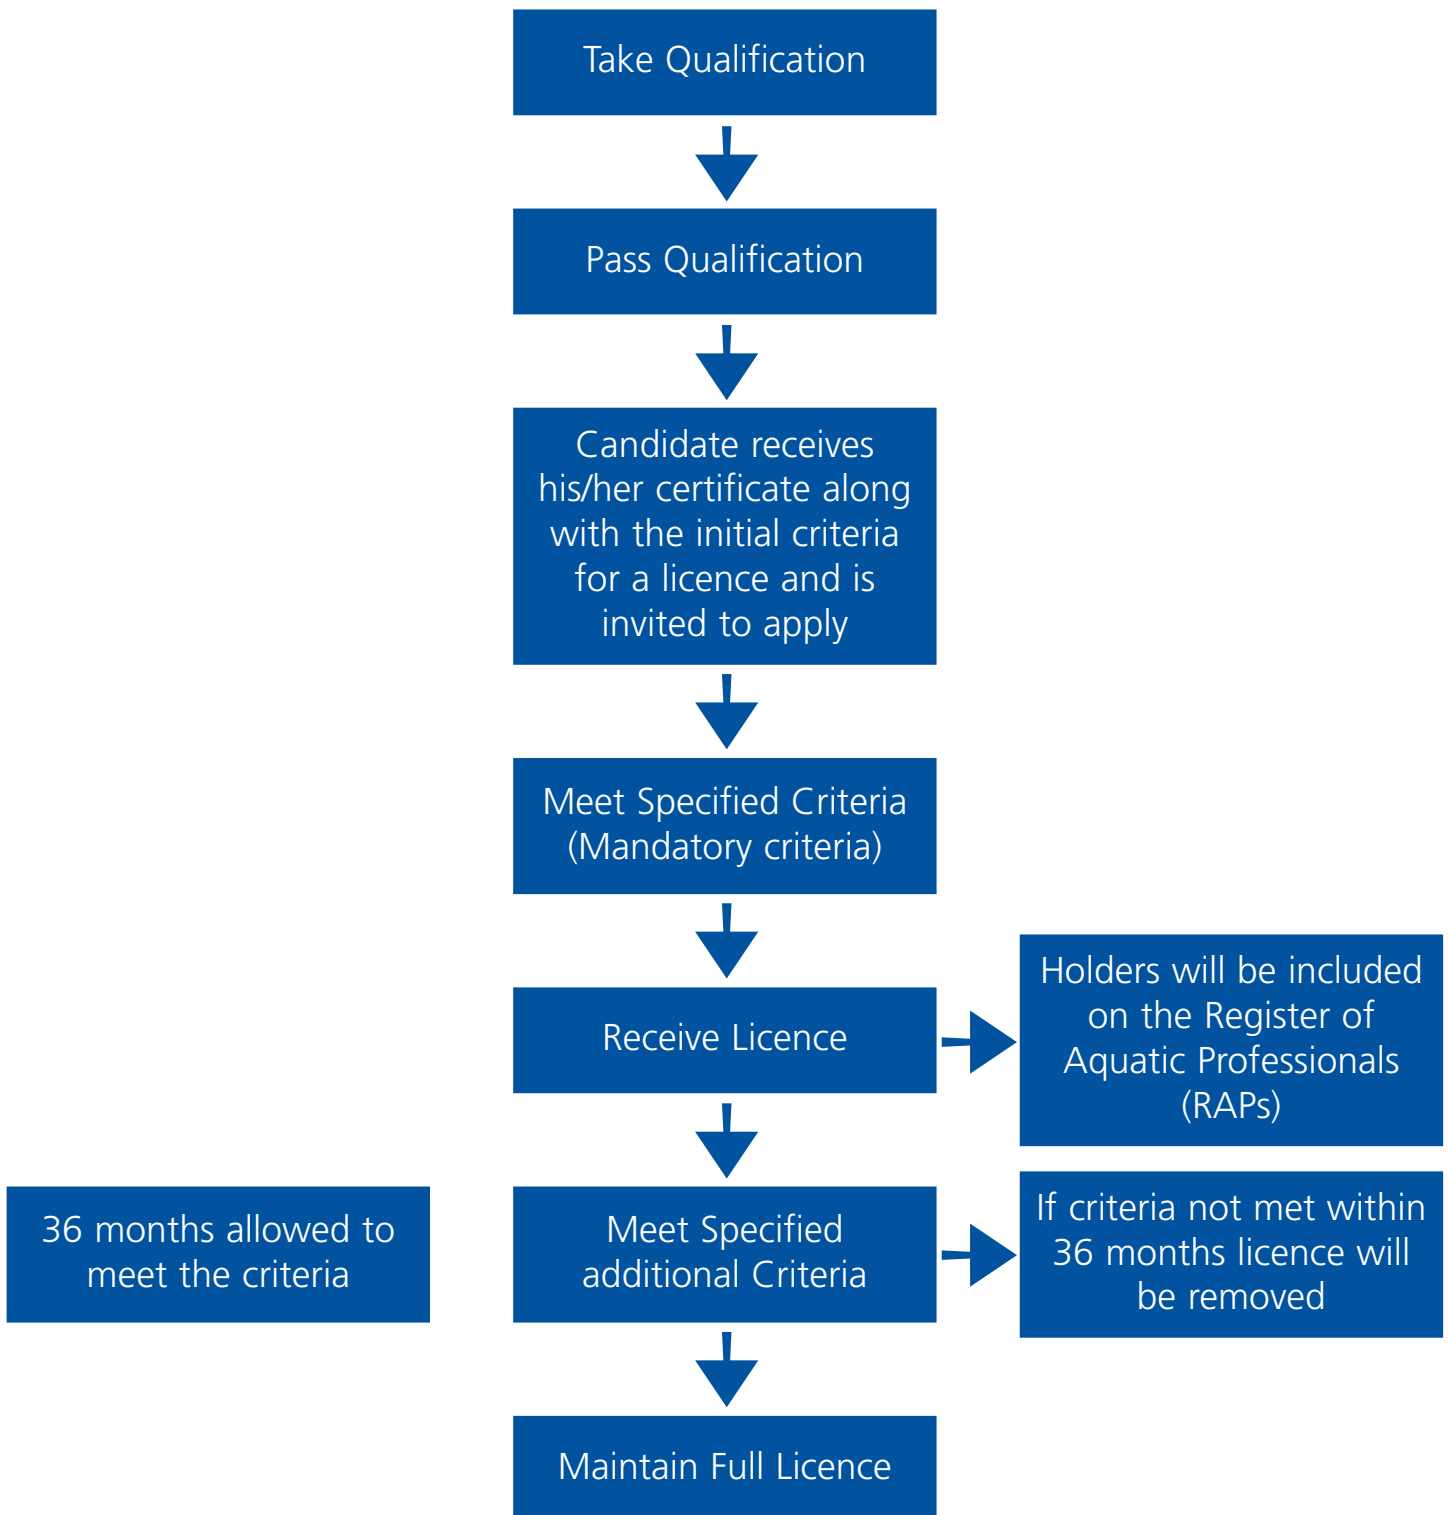 Take Qualification
Pass Qualification
Candidate receives
his/her certificate along
with the initial criteria
for a licence and is
invited to apply
Meet Specified Criteria
(Mandatory criteria)
Receive Licence
Holders will be included
on the Register of
Aquatic Professionals
(RAPs)
36 months allowed to
meet the criteria
Meet Specified
additional Criteria
If criteria not met within
36 months licence will
be removed
Maintain Full Licence